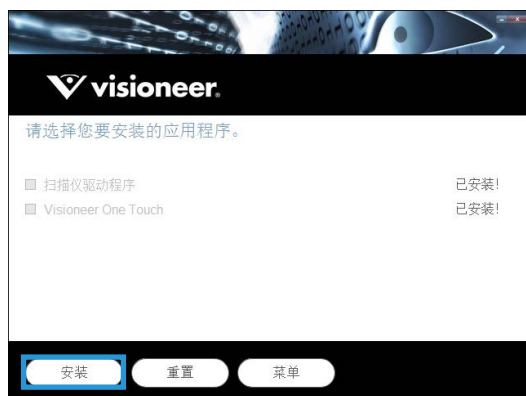 visioneer®
请选择您要安装的应用程序。
扫描仪驱动程序 已安装!
Visioneer One Touch 已安装!
安装 重置 菜单